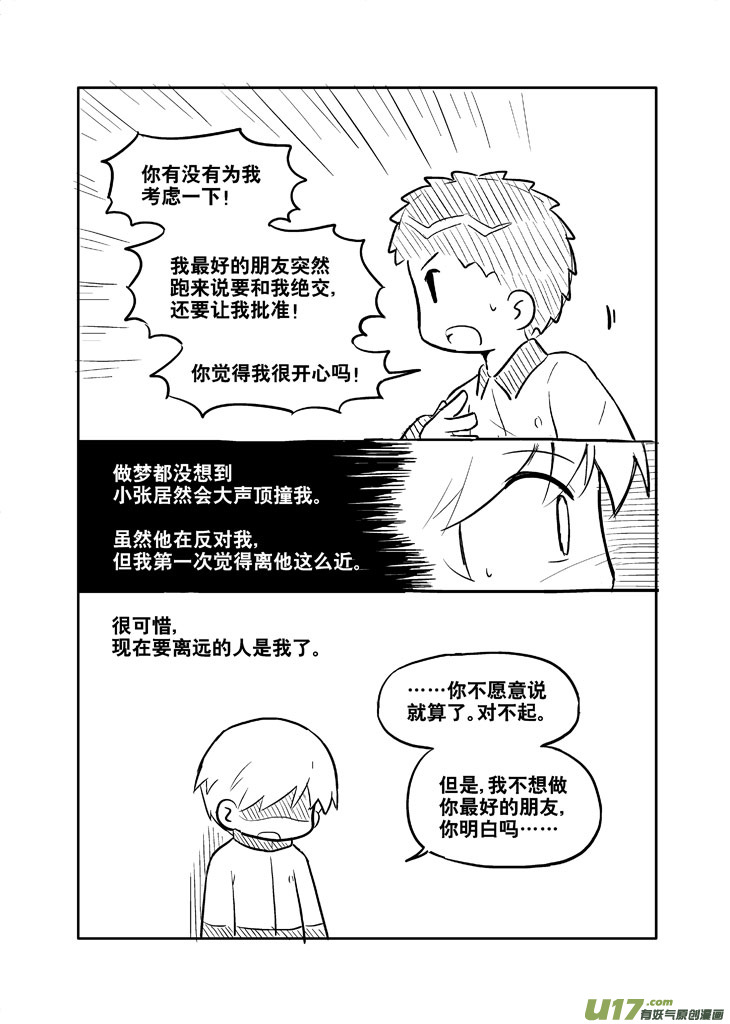 你有没有为我
考虑一下！
我最好的朋友突然
跑来说要和我绝交，
还要让我批准！
你觉得我很开心吗！
做梦都没想到
小张居然会大声顶撞我。
虽然他在反对我，
但我第一次觉得离他这么近。
很可惜，
现在要离远的人是我了。
……你不愿意说
就算了。对不起。
但是，我不想做
你最好的朋友，
你明白吗……
U17.com
有妖气原创漫画